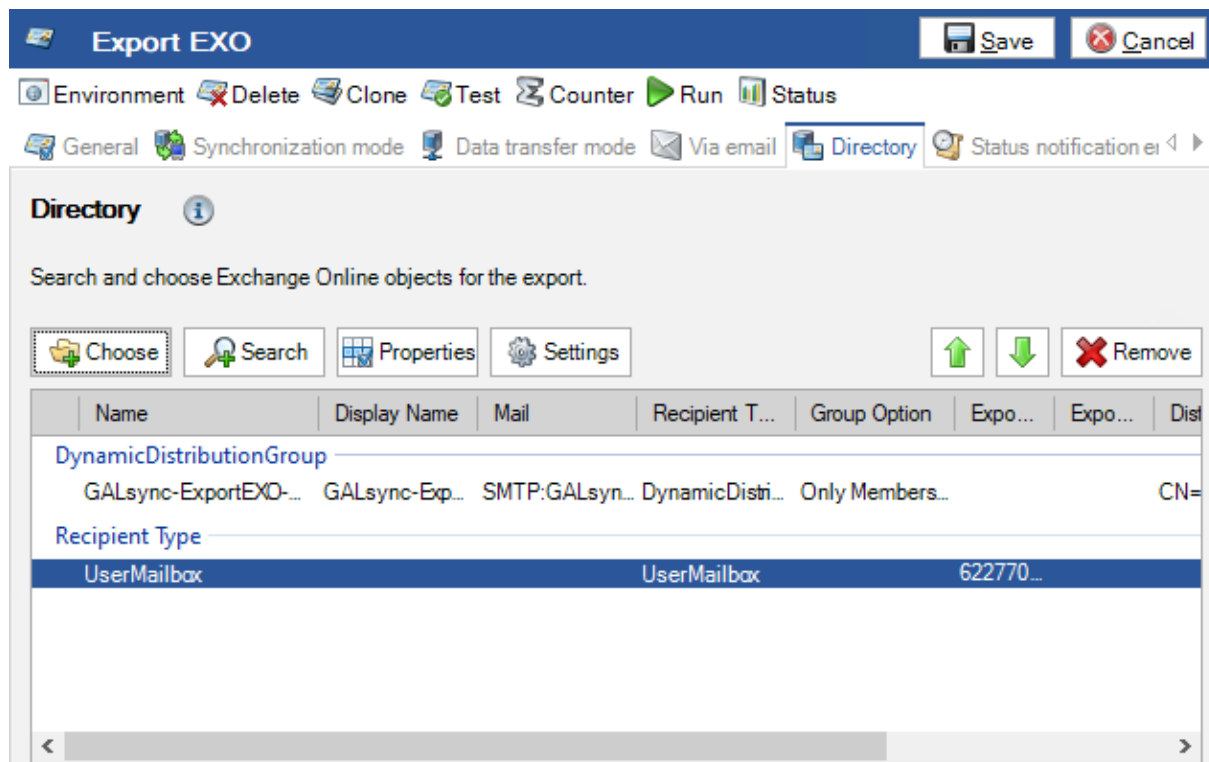 Export EXO Save Cancel
Environment Delete Clone Test Counter Run Status
General Synchronization mode Data transfer mode Via email Directory Status notification er
Directory
Search and choose Exchange Online objects for the export.
Choose Search Properties Settings Remove
Name Display Name Mail Recipient T... Group Option Expo... Expo... Dist
DynamicDistributionGroup
GALsync-ExportEXO-... GALsync-Exp... SMTP:GALsyn... DynamicDistri... Only Members... CN=
Recipient Type
UserMailbox UserMailbox 622770...